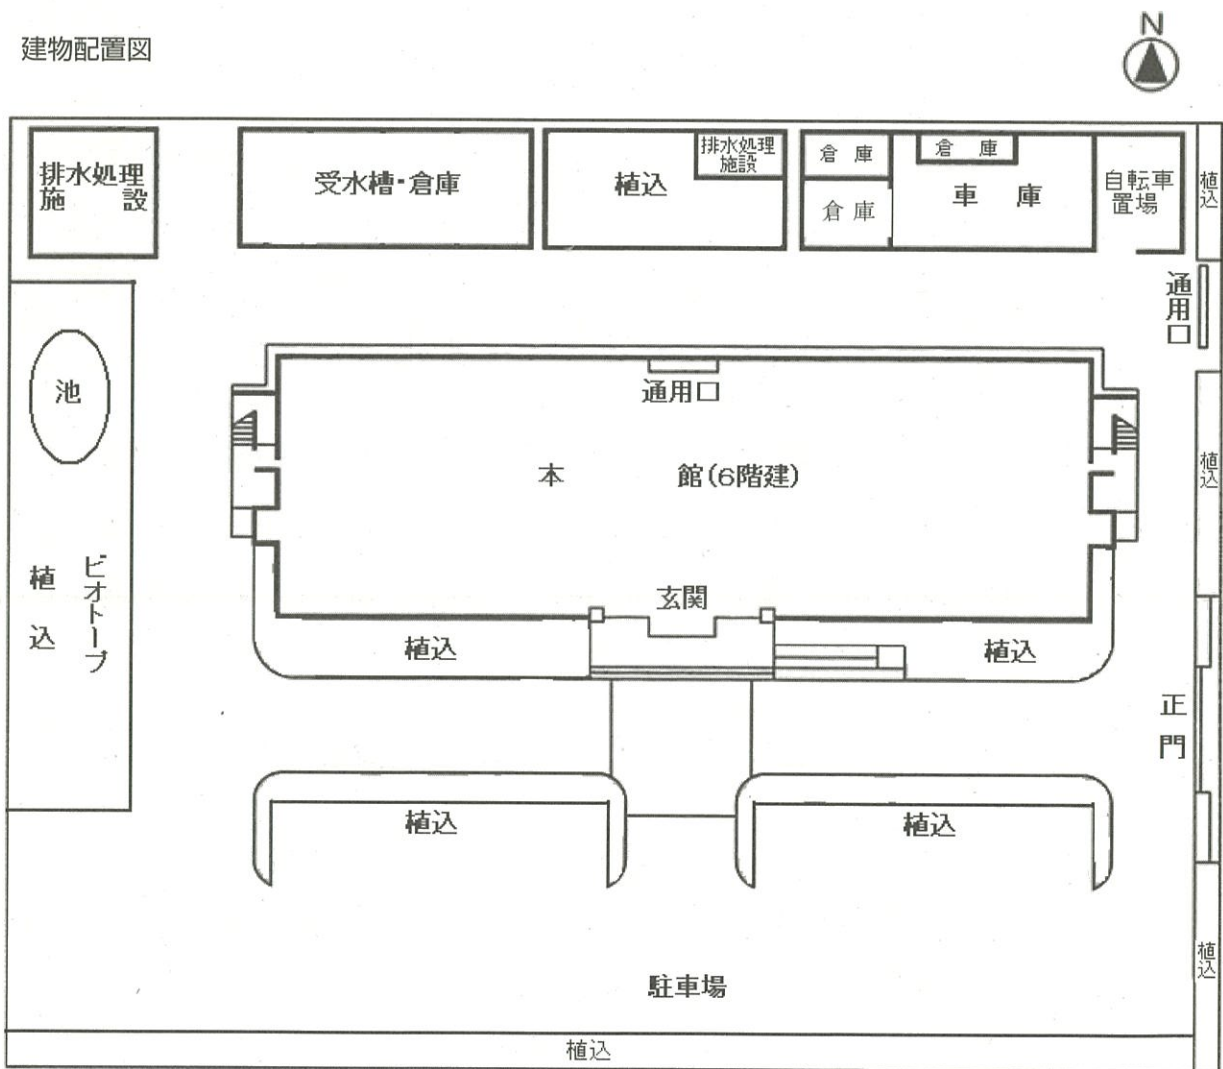 建物配置図
N
排水処理
施 設
受水槽・倉庫
植込
排水処理
施設
倉 庫
倉 庫
倉 庫
車 庫
自転車
置場
植込
通用口
池
通用口
本 館(6階建)
植込
植込
ビオトーブ
玄関
植込
植込
正門
植込
植込
植込
駐車場
植込